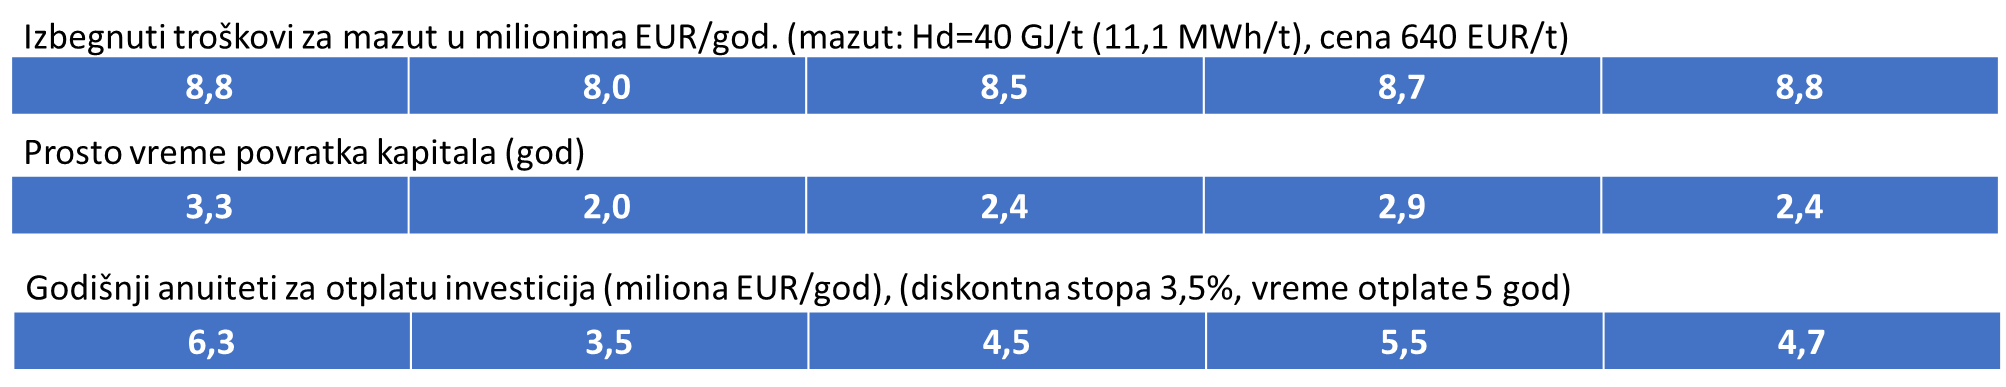 Izbegnuti troškovi za mazut u milionima EUR/god. (mazut: Hd=40 GJ/t (11,1 MWh/t), cena 640 EUR/t)
8,8 8,0 8,5 8,7 8,8
Prosto vreme povratka kapitala (god)
3,3 2,0 2,4 2,9 2,4
Godišnji anuiteti za otplatu investicija (miliona EUR/god), (diskontna stopa 3,5%, vreme otplate 5 god)
6,3 3,5 4,5 5,5 4,7